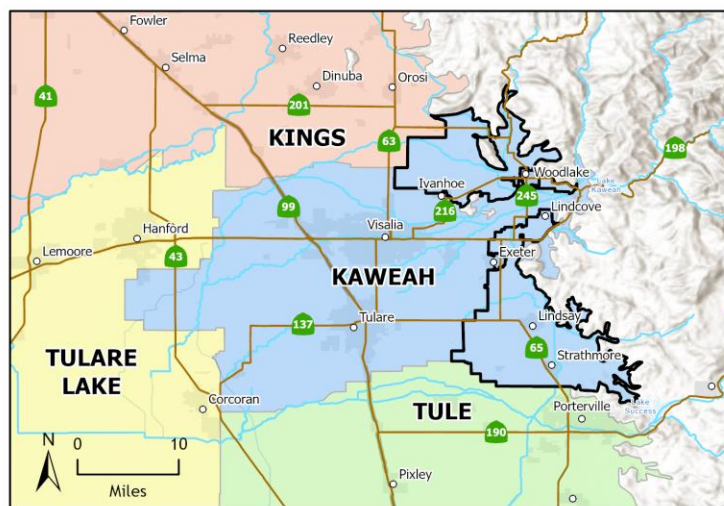 Fowler
Reedley
Selma
Dinuba
Orosi
41
201
KINGS
63
198
Woodlake
Lake
Kaweah
Ivanhoe
245
99
216
Lindcove
Hanford
Visalia
Lemoore
43
Exeter
KAWEAH
137
Tulare
Lindsay
65
TULARE
LAKE
Strathmore
Corcoran
TULE
Lake
Success
Porterville
190
N
0
10
Miles
Pixley